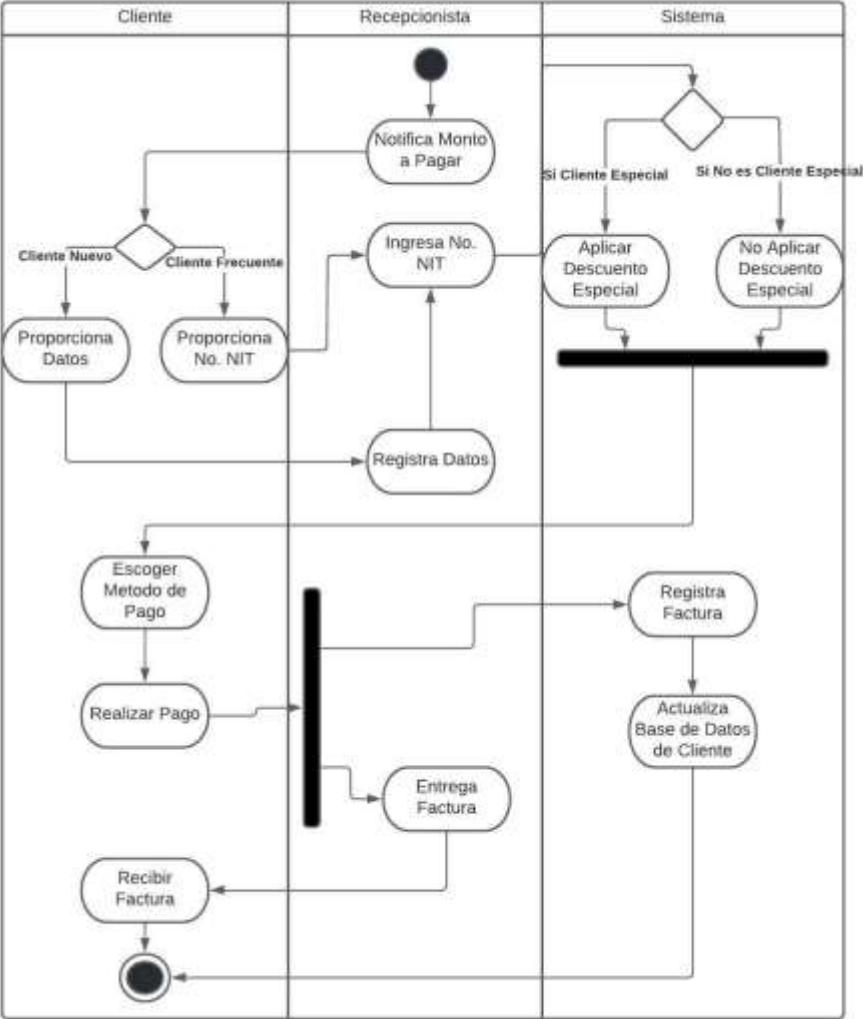 Cliente
Recepcionista
Sistema
Notifica Monto
a Pagar
Si Cliente Especial
Si No es Cliente Especial
Cliente Nuevo
Cliente Frecuente
Ingresa No.
NIT
Aplicar
Descuento
Especial
No Aplicar
Descuento
Especial
Proporciona
Datos
Proporciona
No. NIT
Registra Datos
Escoger
Metodo de
Pago
Registra
Factura
Realizar Pago
Actualiza
Base de Datos
de Cliente
Entrega
Factura
Recibir
Factura